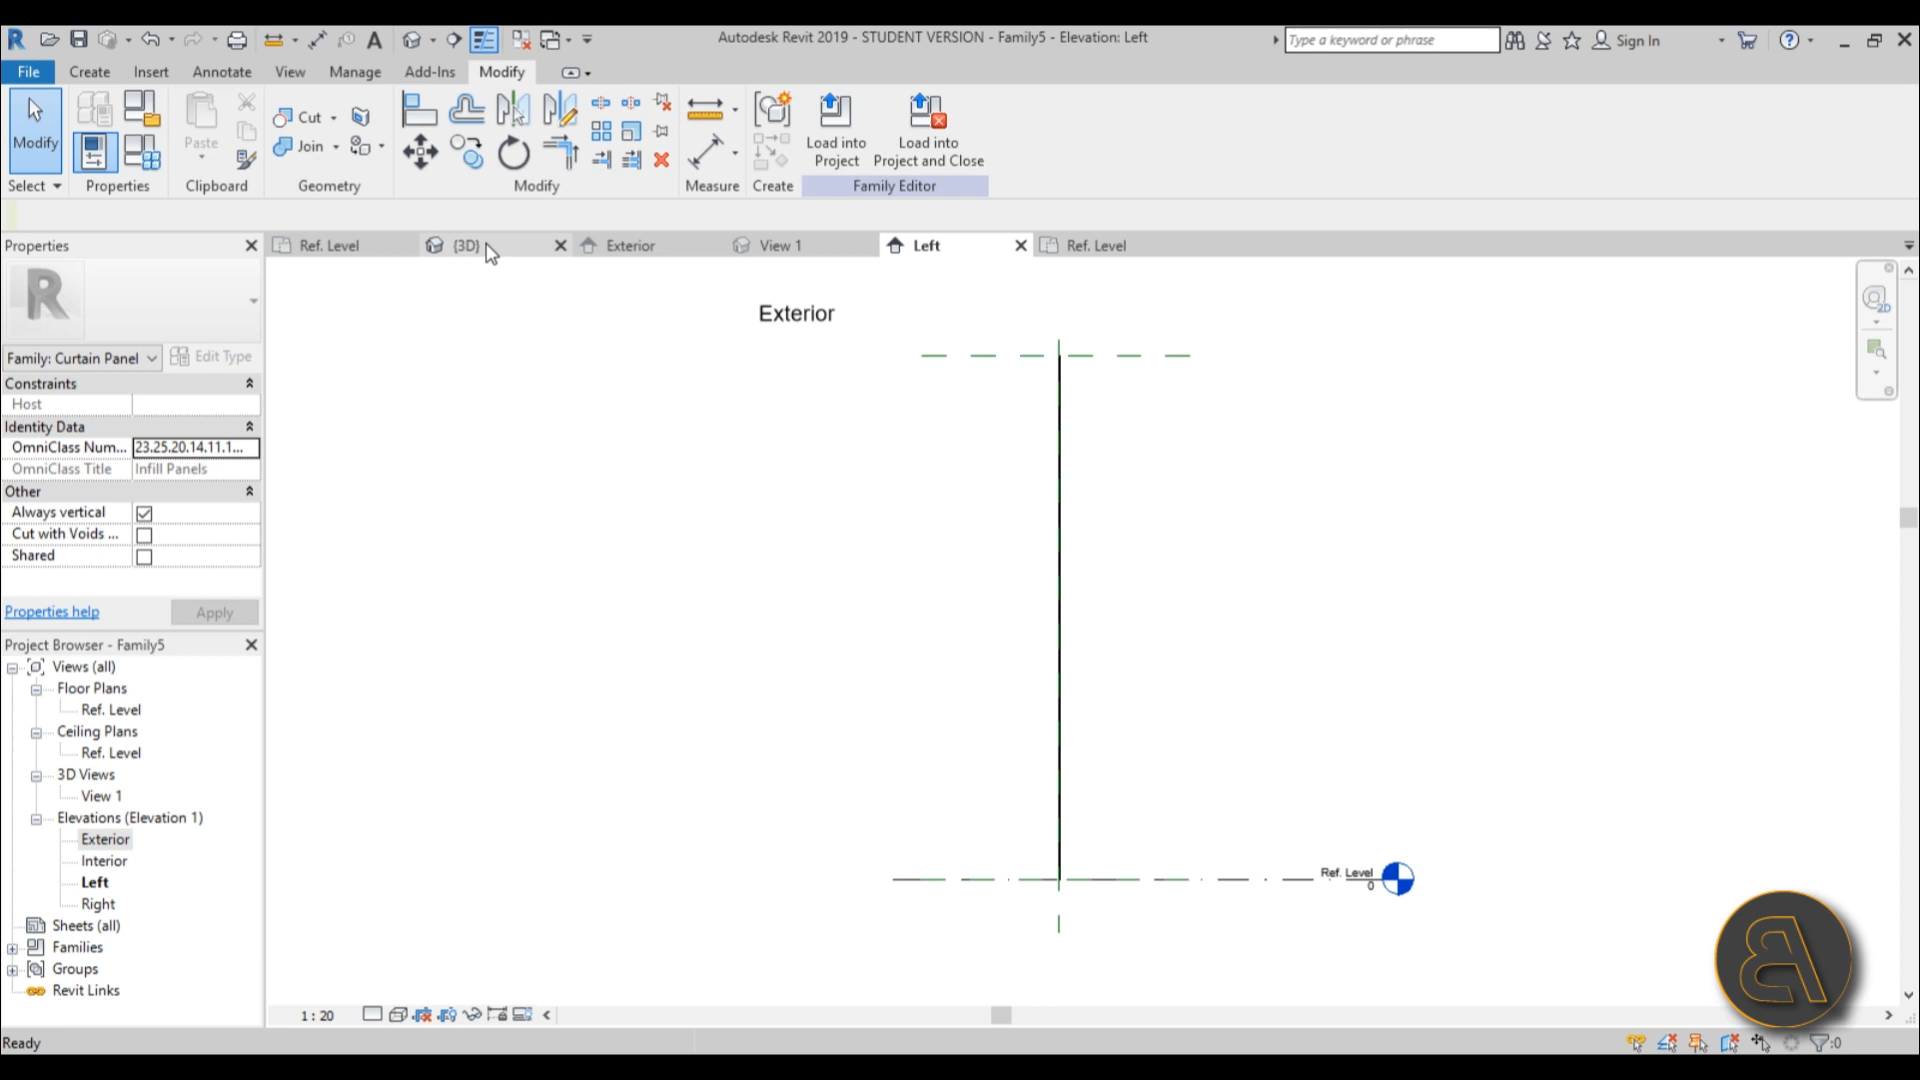 Autodesk Revit 2019 - STUDENT VERSION - Family5 - Elevation: Left
Type a keyword or phrase
Sign In
File Create Insert Annotate View Manage Add-Ins Modify
Modify
Paste
Cut
Join
Load into Project
Load into Project and Close
Select Properties Clipboard Geometry Modify Measure Create Family Editor
Properties
Ref. Level
{3D}
Exterior
View 1
Left
Ref. Level
Family: Curtain Panel
Edit Type
Constraints
Host
Identity Data
OmniClass Num... 23.25.20.14.11.1...
OmniClass Title Infill Panels
Other
Always vertical
Cut with Voids ...
Shared
Properties help
Apply
Project Browser - Family5
Views (all)
Floor Plans
Ref. Level
Ceiling Plans
Ref. Level
3D Views
View 1
Elevations (Elevation 1)
Exterior
Interior
Left
Right
Sheets (all)
Families
Groups
Revit Links
Exterior
Ref. Level
0
2D
1 : 20
Ready
:0